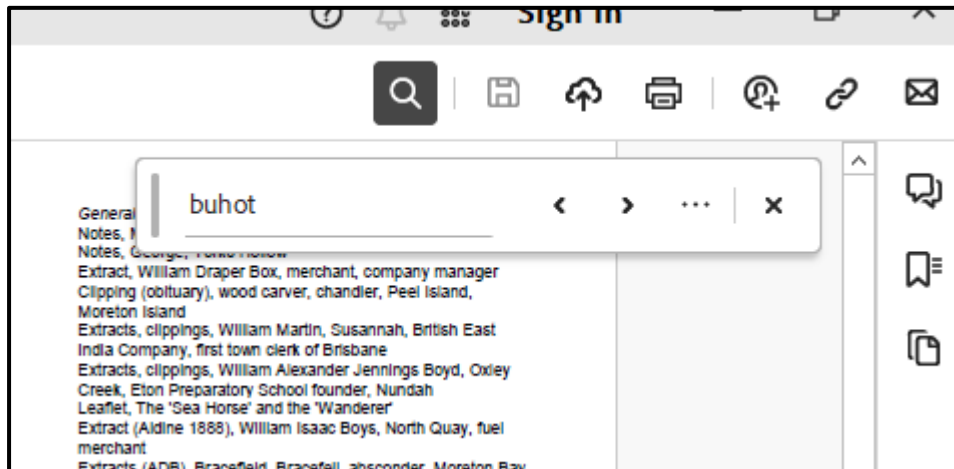 Sign in
buhot
General
Notes,
Notes, George,
Extract, William Draper Box, merchant, company manager
Clipping (obituary), wood carver, chandler, Peel Island,
Moreton Island
Extracts, clippings, William Martin, Susannah, British East
India Company, first town clerk of Brisbane
Extracts, clippings, William Alexander Jennings Boyd, Oxley
Creek, Eton Preparatory School founder, Nundah
Leaflet, The 'Sea Horse' and the 'Wanderer'
Extract (Aldine 1888), William Isaac Boys, North Quay, fuel
merchant
Extracts (ADB), Bracefield, Bracefell, absconder, Moreton Bay